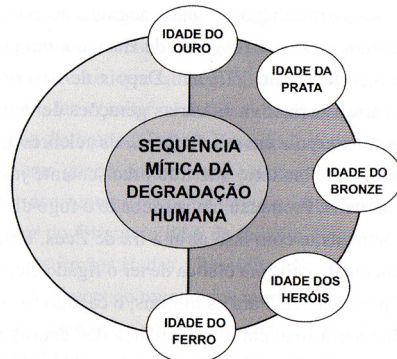 IDADE DO
OURO
IDADE DA
PRATA
SEQUÊNCIA
MÍTICA DA
DEGRADAÇÃO
HUMANA
IDADE DO
BRONZE
IDADE DOS
HERÓIS
IDADE DO
FERRO